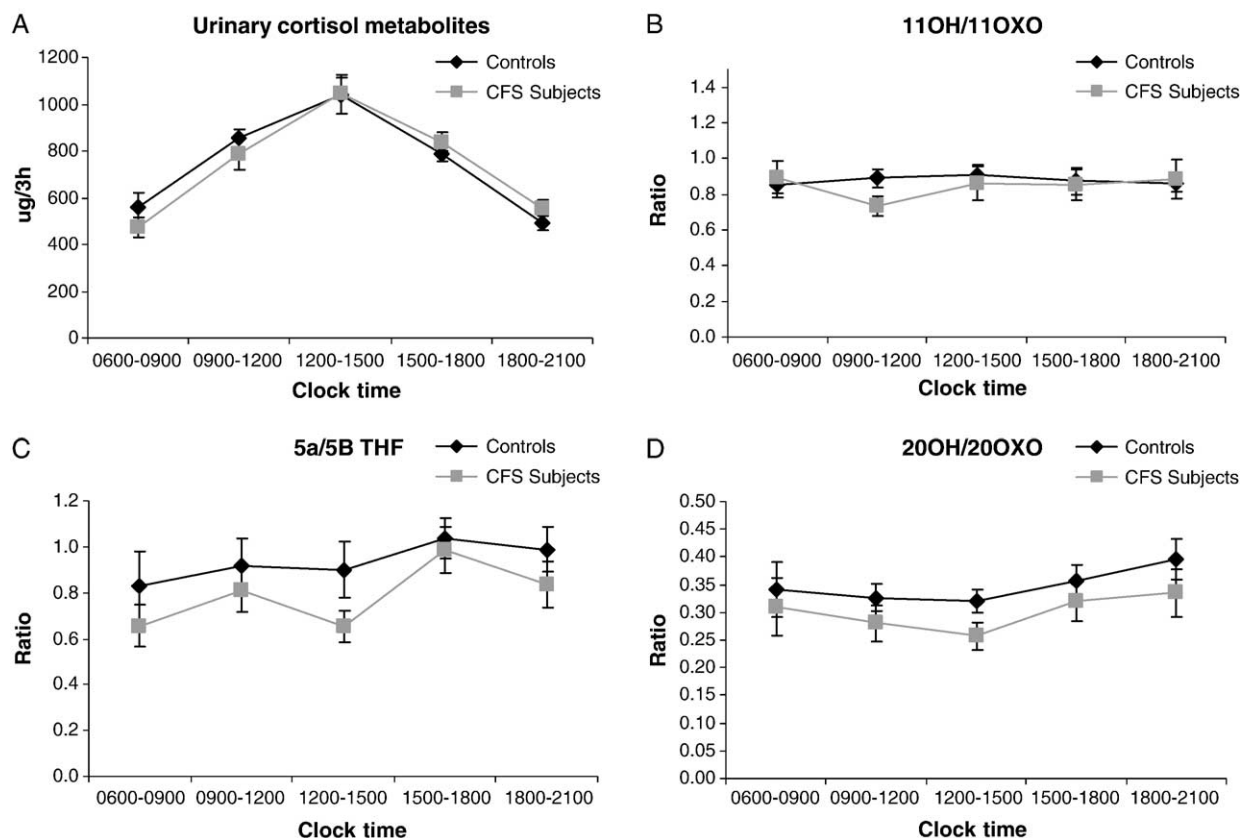 A
Urinary cortisol metabolites
Controls
CFS Subjects
ug/3h
1200
1000
800
600
400
200
0
0600-0900 0900-1200 1200-1500 1500-1800 1800-2100
Clock time
B
11OH/11OXO
Controls
CFS Subjects
Ratio
1.4
1.2
1.0
0.8
0.6
0.4
0.2
0.0
0600-0900 0900-1200 1200-1500 1500-1800 1800-2100
Clock time
C
5a/5B THF
Controls
CFS Subjects
Ratio
1.2
1.0
0.8
0.6
0.4
0.2
0.0
0600-0900 0900-1200 1200-1500 1500-1800 1800-2100
Clock time
D
20OH/20OXO
Controls
CFS Subjects
Ratio
0.50
0.45
0.40
0.35
0.30
0.25
0.20
0.15
0.10
0.05
0.00
0600-0900 0900-1200 1200-1500 1500-1800 1800-2100
Clock time